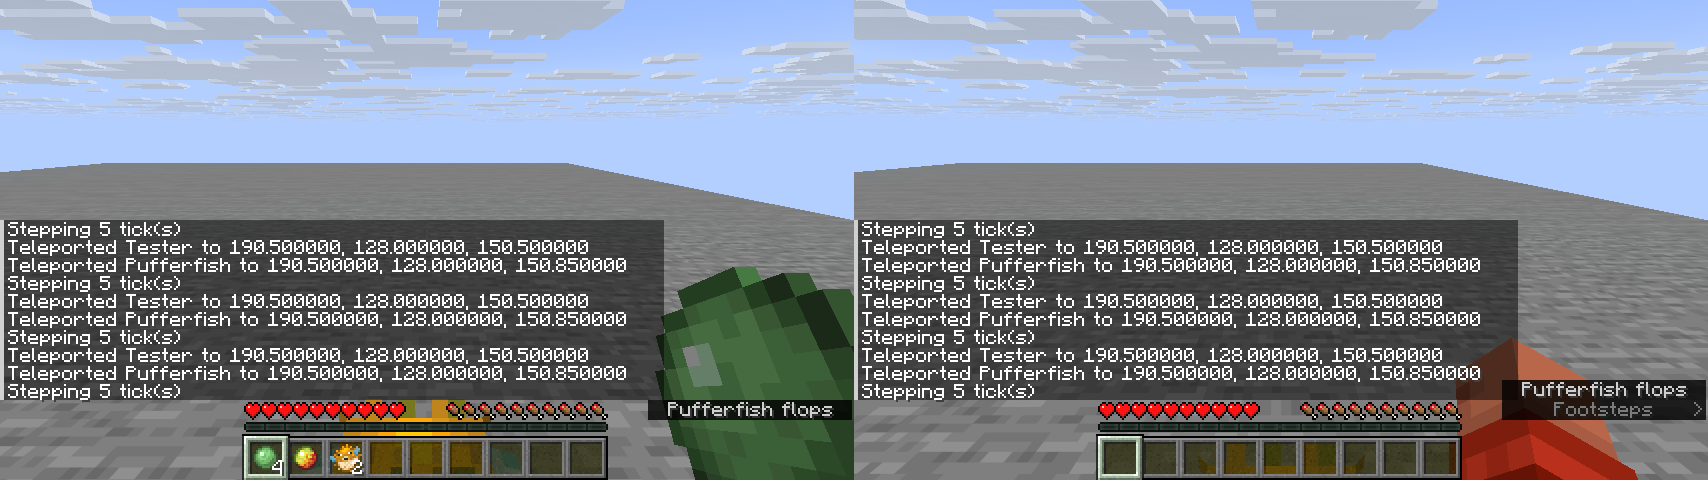 Stepping 5 tick(s)
Teleported Tester to 190.500000, 128.000000, 150.500000
Teleported Pufferfish to 190.500000, 128.000000, 150.850000
Stepping 5 tick(s)
Teleported Tester to 190.500000, 128.000000, 150.500000
Teleported Pufferfish to 190.500000, 128.000000, 150.850000
Stepping 5 tick(s)
Teleported Tester to 190.500000, 128.000000, 150.500000
Teleported Pufferfish to 190.500000, 128.000000, 150.850000
Stepping 5 tick(s)
Pufferfish flops
4
2
Stepping 5 tick(s)
Teleported Tester to 190.500000, 128.000000, 150.500000
Teleported Pufferfish to 190.500000, 128.000000, 150.850000
Stepping 5 tick(s)
Teleported Tester to 190.500000, 128.000000, 150.500000
Teleported Pufferfish to 190.500000, 128.000000, 150.850000
Stepping 5 tick(s)
Teleported Tester to 190.500000, 128.000000, 150.500000
Teleported Pufferfish to 190.500000, 128.000000, 150.850000
Stepping 5 tick(s)
Pufferfish flops
Footsteps >